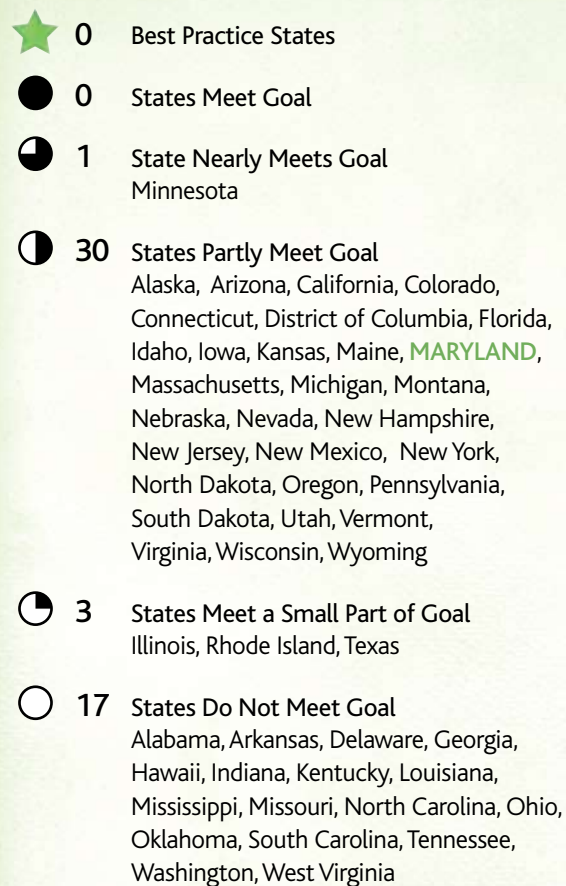 0 Best Practice States
0 States Meet Goal
1 State Nearly Meets Goal
Minnesota
30 States Partly Meet Goal
Alaska, Arizona, California, Colorado,
Connecticut, District of Columbia, Florida,
Idaho, Iowa, Kansas, Maine, MARYLAND,
Massachusetts, Michigan, Montana,
Nebraska, Nevada, New Hampshire,
New Jersey, New Mexico, New York,
North Dakota, Oregon, Pennsylvania,
South Dakota, Utah, Vermont,
Virginia, Wisconsin, Wyoming
3 States Meet a Small Part of Goal
Illinois, Rhode Island, Texas
17 States Do Not Meet Goal
Alabama, Arkansas, Delaware, Georgia,
Hawaii, Indiana, Kentucky, Louisiana,
Mississippi, Missouri, North Carolina, Ohio,
Oklahoma, South Carolina, Tennessee,
Washington, West Virginia